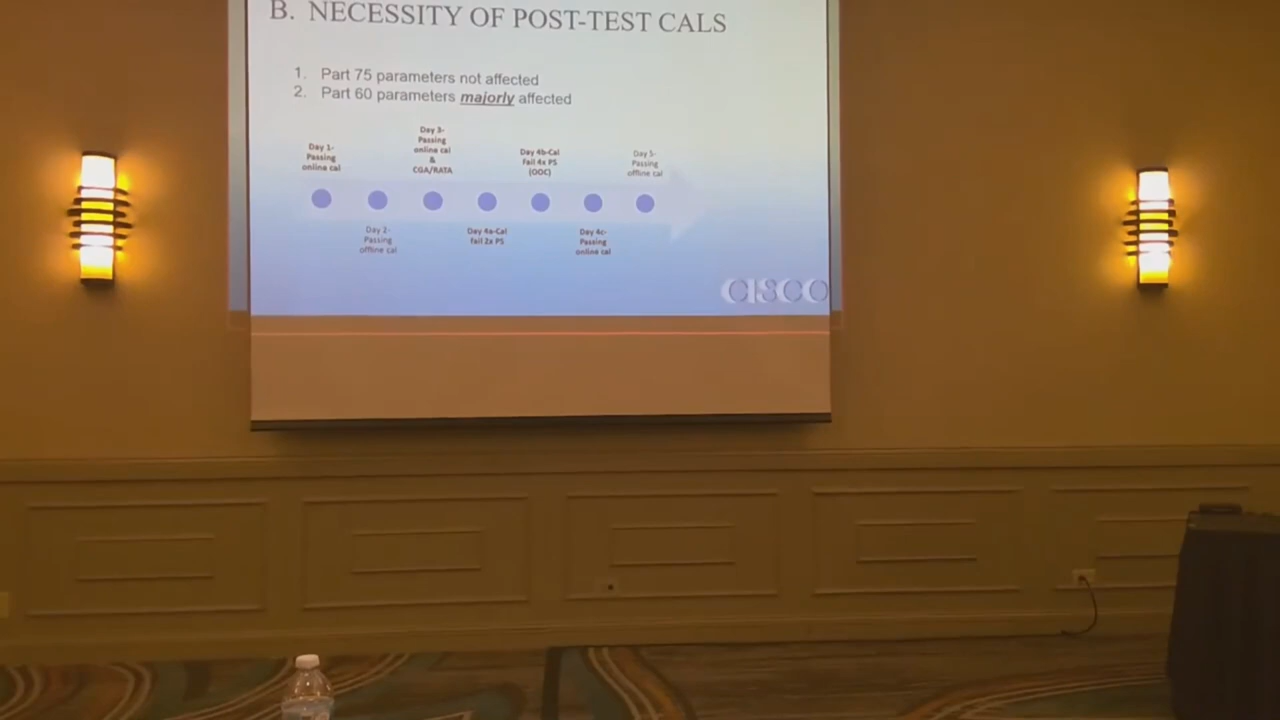 B. NECESSITY OF POST-TEST CALS
1. Part 75 parameters not affected
2. Part 60 parameters majorly affected
Day 1-
Passing
online cal
Day 2-
Passing
offline cal
Day 3-
Passing
online cal
&
CGA/RATA
Day 4a-Cal
fail 2x PS
Day 4b-Cal
Fail 4x PS
(OOC)
Day 4c-
Passing
online cal
Day 5-
Passing
offline cal
CISCO